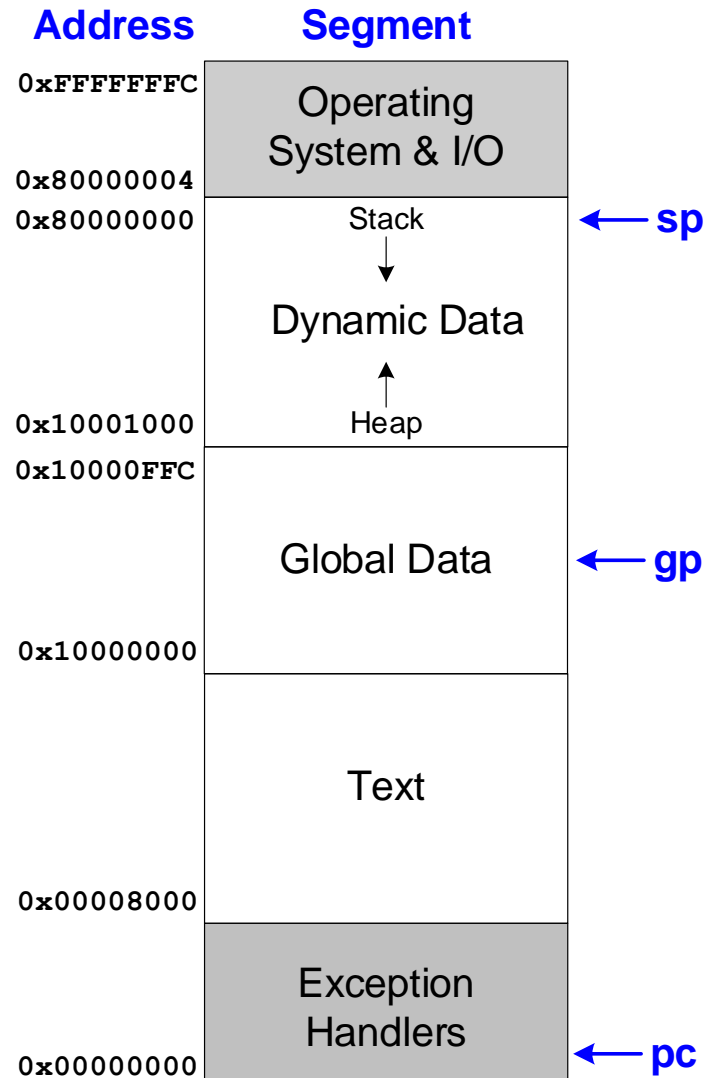 Address Segment
0xFFFFFFFC
Operating
System & I/O
0x80000004
0x80000000 Stack sp
Dynamic Data
0x10001000 Heap
0x10000FFC
Global Data gp
0x10000000
Text
0x00008000
Exception
Handlers
0x00000000 pc